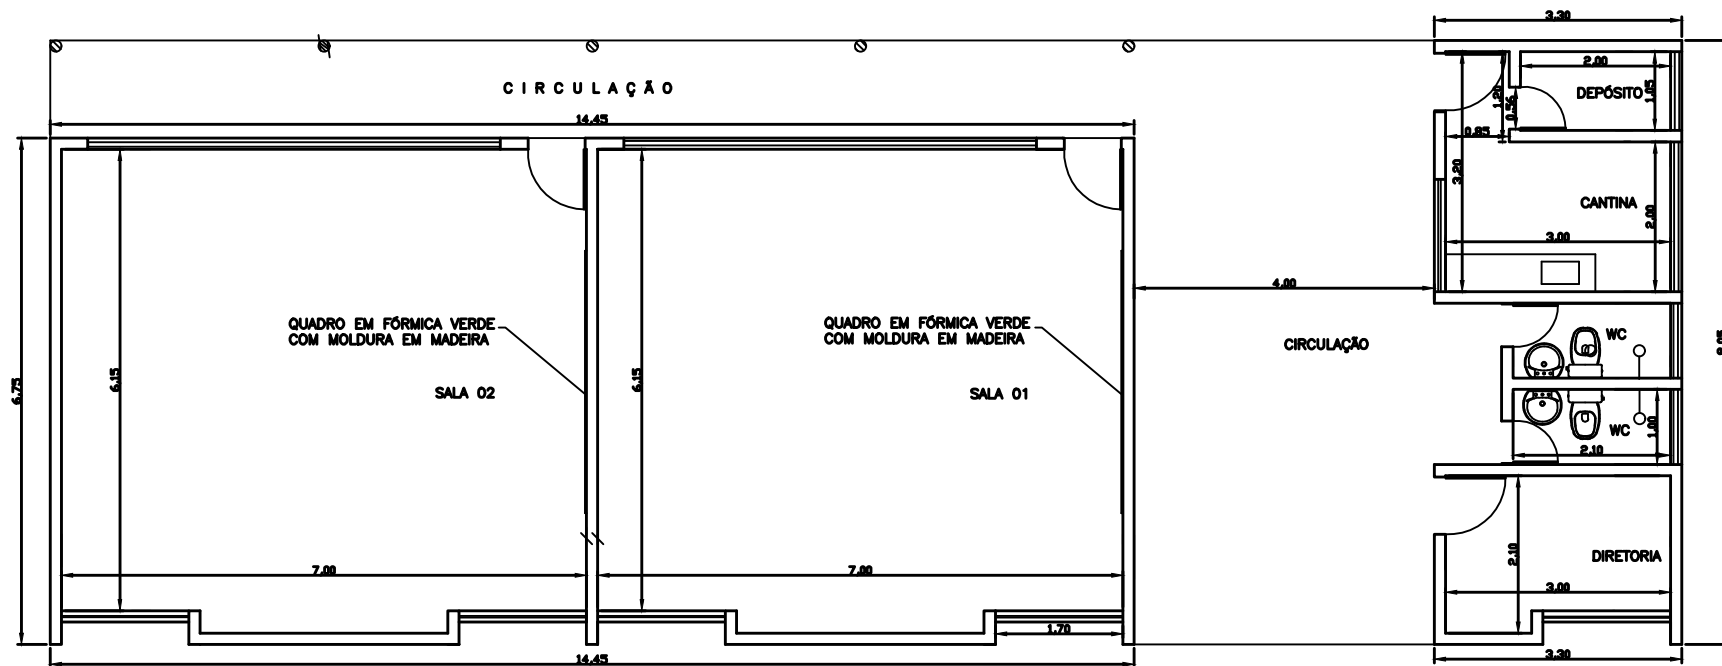 3.30
CIRCULAÇÃO
2.00
DEPÓSITO
1.05
1.20
0.56
14.45
0.85
3.20
CANTINA
2.00
3.00
4.00
QUADRO EM FÓRMICA VERDE
COM MOLDURA EM MADEIRA
QUADRO EM FÓRMICA VERDE
COM MOLDURA EM MADEIRA
CIRCULAÇÃO
WC
6.75
6.15
6.15
SALA 02
SALA 01
WC
1.00
2.10
2.10
DIRETORIA
7.00
7.00
3.00
1.70
14.45
3.30